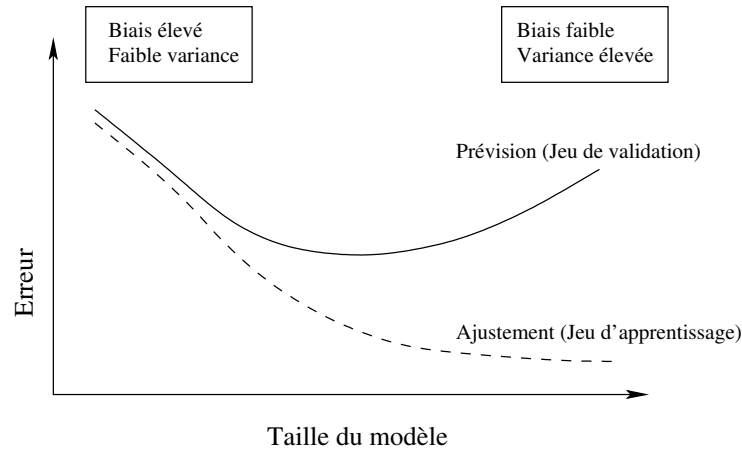 Biais élevé
Faible variance
Biais faible
Variance élevée
Prévision (Jeu de validation)
Erreur
Ajustement (Jeu d'apprentissage)
Taille du modèle